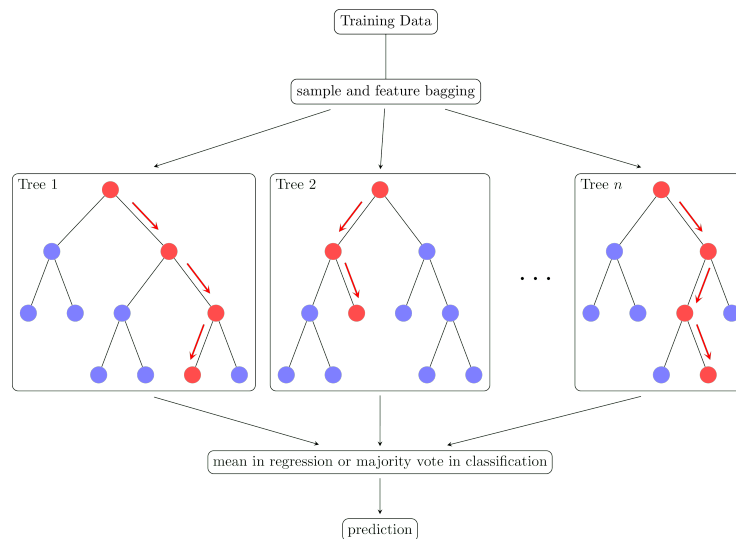 Training Data
sample and feature bagging
Tree 1
Tree 2
Tree n
...
mean in regression or majority vote in classification
prediction